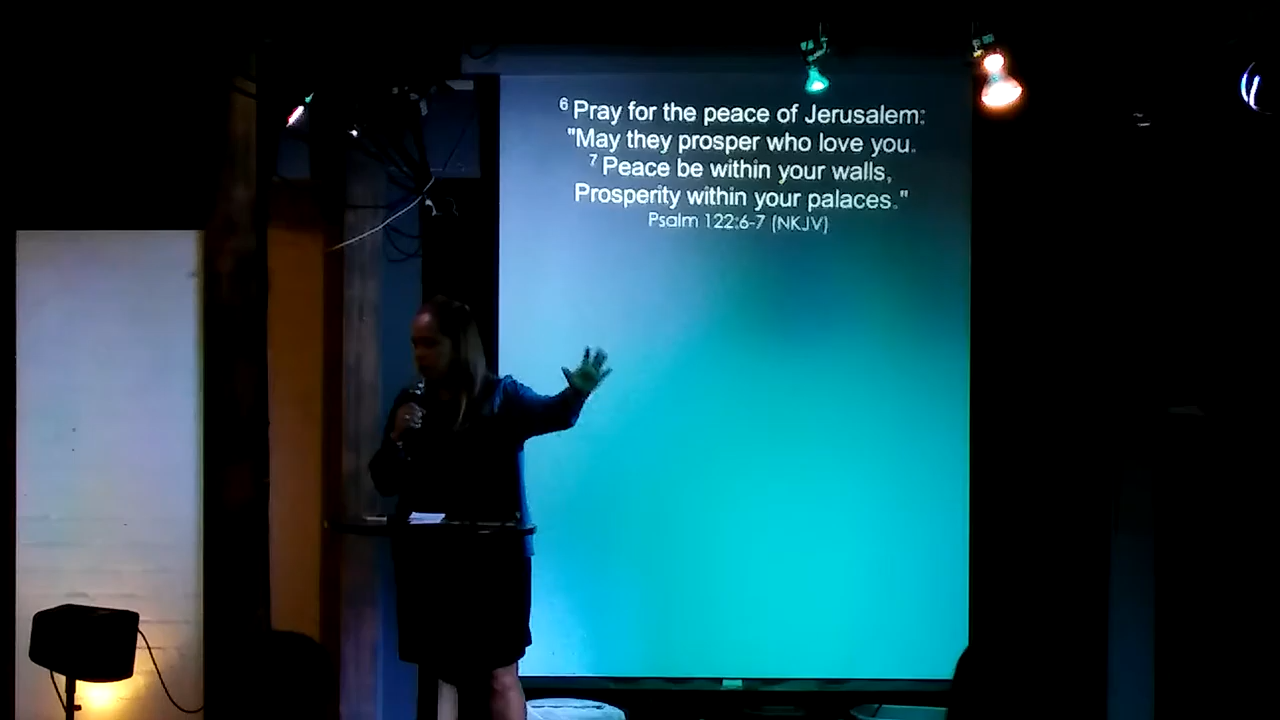 ⁶ Pray for the peace of Jerusalem:
"May they prosper who love you.
⁷ Peace be within your walls,
Prosperity within your palaces."
Psalm 122:6-7 (NKJV)